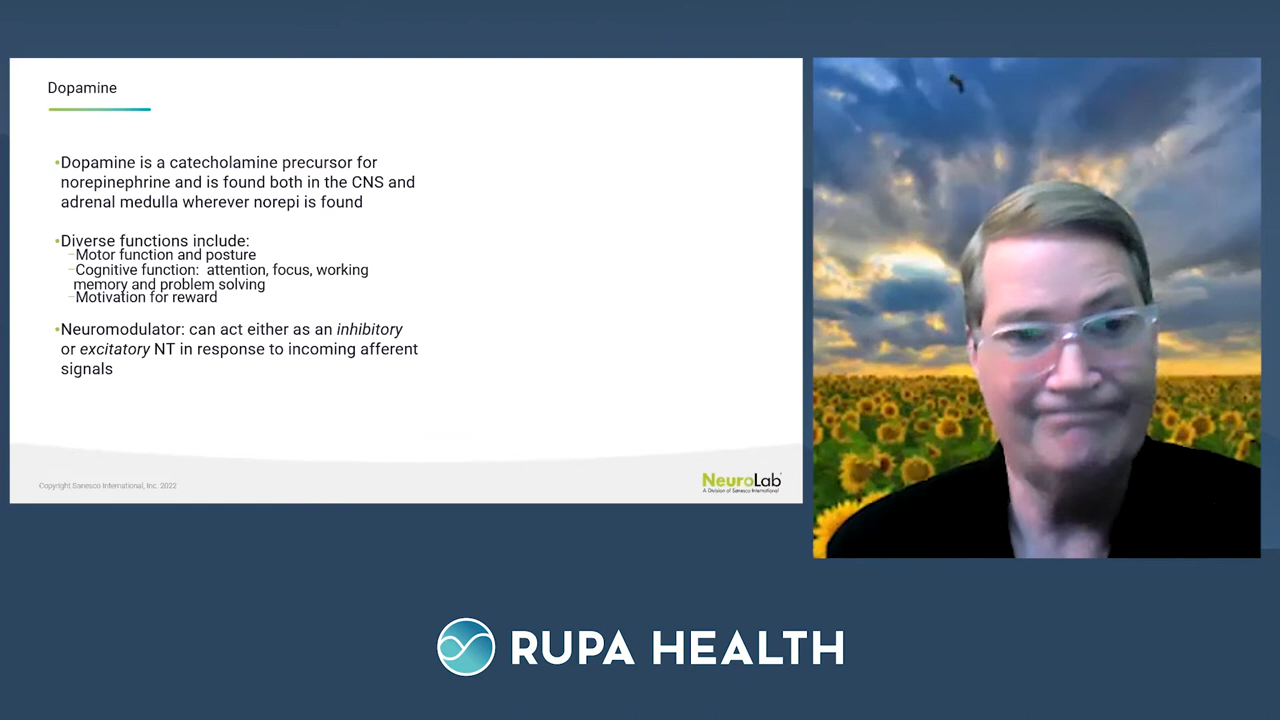 Dopamine
•Dopamine is a catecholamine precursor for
norepinephrine and is found both in the CNS and
adrenal medulla wherever norepi is found
•Diverse functions include:
–Motor function and posture
–Cognitive function: attention, focus, working
memory and problem solving
–Motivation for reward
•Neuromodulator: can act either as an inhibitory
or excitatory NT in response to incoming afferent
signals
Copyright Sanesco International, Inc. 2022
NeuroLab
A Division of Sanesco International
RUPA HEALTH